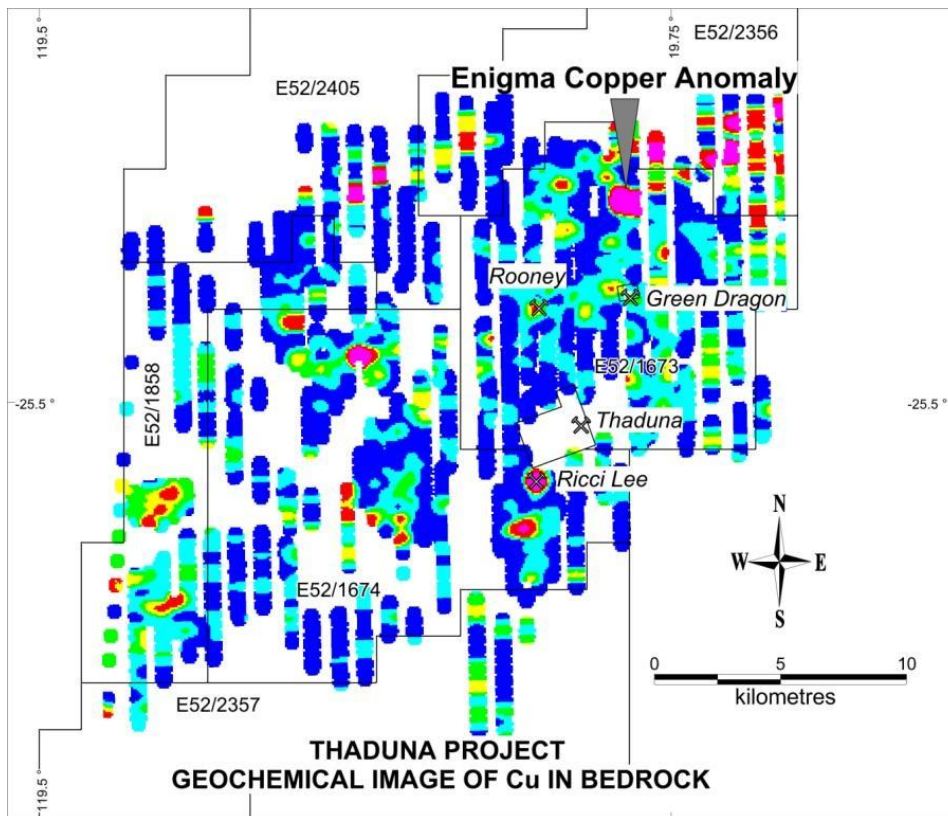 119.5 °
19.75 °
E52/2356
Enigma Copper Anomaly
E52/2405
Rooney
Green Dragon
E52/1673
E52/1858
-25.5 °
-25.5 °
Thaduna
Ricci Lee
N
W
E
S
E52/1674
0
5
10
kilometres
E52/2357
THADUNA PROJECT
GEOCHEMICAL IMAGE OF Cu IN BEDROCK
119.5 °